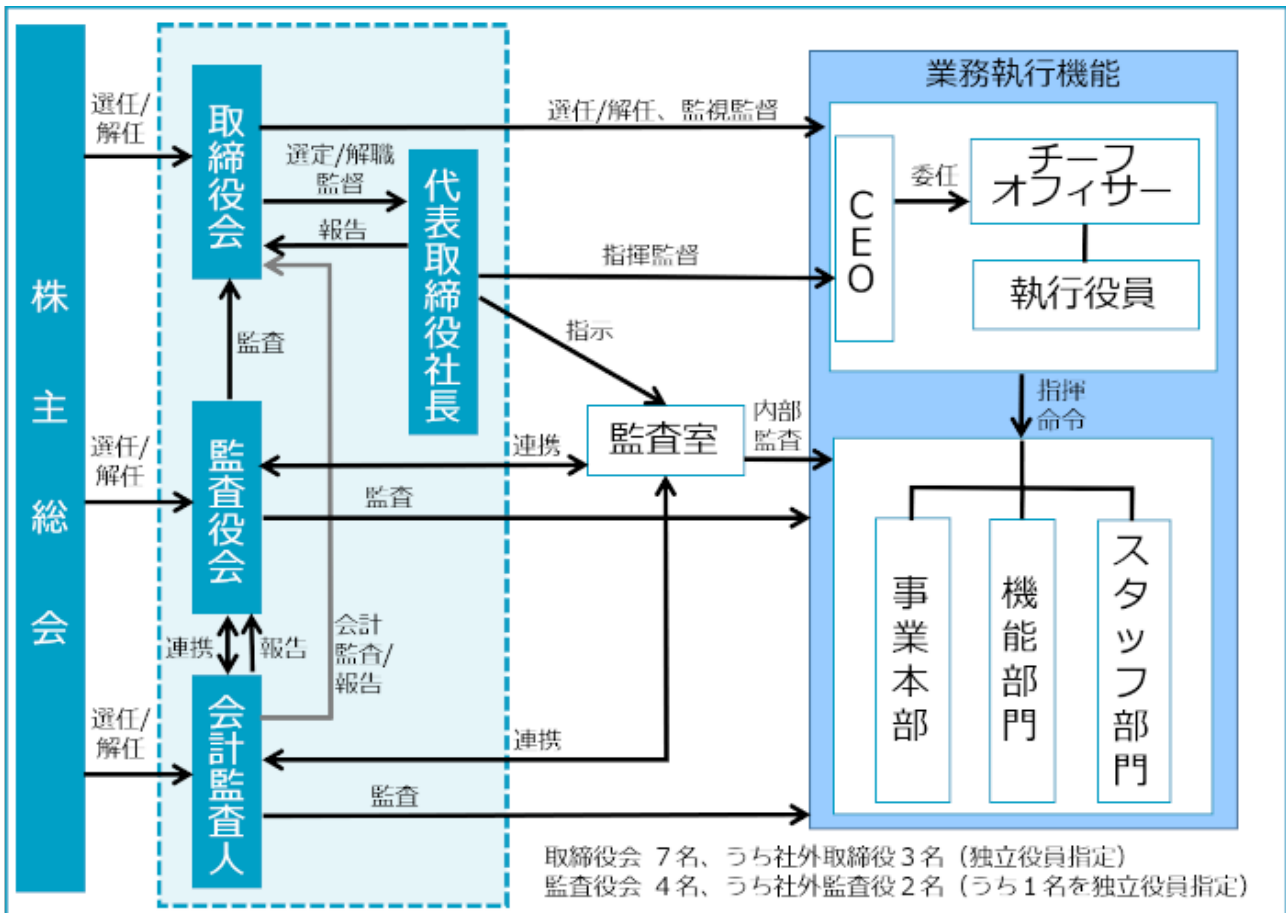 株主総会
選任/
解任
選任/
解任
選任/
解任
取締役会
監査役会
会計監査人
選定/解職
監督
報告
代表取締役社長
監査
連携
報告
会計
監査/
報告
選任/解任、監視監督
指揮監督
指示
監査室
連携
監査
内部
監査
連携
監査
業務執行機能
CEO
委任
チーフ
オフィサー
執行役員
指揮
命令
事業本部
機能部門
スタッフ部門
取締役会 7名、うち社外取締役3名（独立役員指定）
監査役会 4名、うち社外監査役2名（うち1名を独立役員指定）